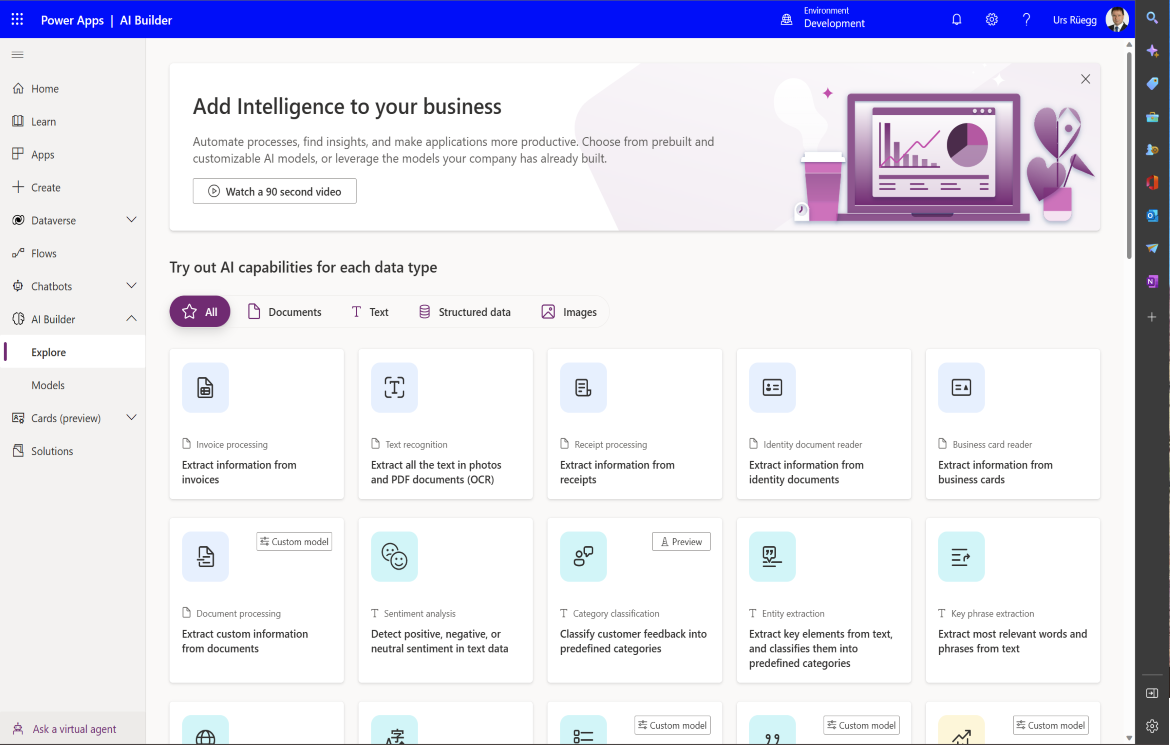 Power Apps | AI Builder
Environment
Development
Urs Rüegg
Home
Learn
Apps
Create
Dataverse
Flows
Chatbots
AI Builder
Explore
Models
Cards (preview)
Solutions
Ask a virtual agent
Add Intelligence to your business
Automate processes, find insights, and make applications more productive. Choose from prebuilt and
customizable AI models, or leverage the models your company has already built.
Watch a 90 second video
Try out AI capabilities for each data type
All
Documents
Text
Structured data
Images
Invoice processing
Extract information from
invoices
Text recognition
Extract all the text in photos
and PDF documents (OCR)
Receipt processing
Extract information from
receipts
Identity document reader
Extract information from
identity documents
Business card reader
Extract information from
business cards
Custom model
Document processing
Extract custom information
from documents
Sentiment analysis
Detect positive, negative, or
neutral sentiment in text data
Preview
Category classification
Classify customer feedback into
predefined categories
Entity extraction
Extract key elements from text,
and classifies them into
predefined categories
Key phrase extraction
Extract most relevant words and
phrases from text
Custom model
Custom model
Custom model